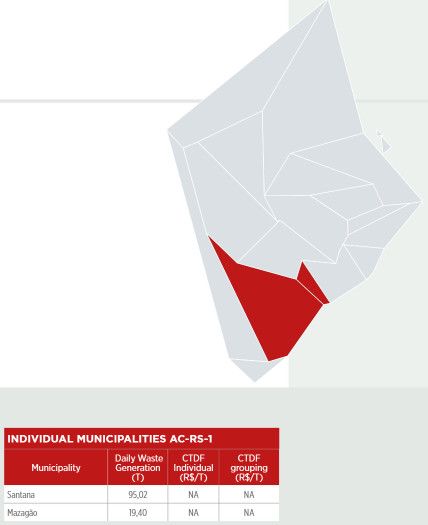 INDIVIDUAL MUNICIPALITIES AC-RS-1
Municipality
Daily Waste
Generation
(T)
CTDF
Individual
(R$/T)
CTDF
grouping
(R$/T)
Santana 95,02 NA NA
Mazagão 19,40 NA NA